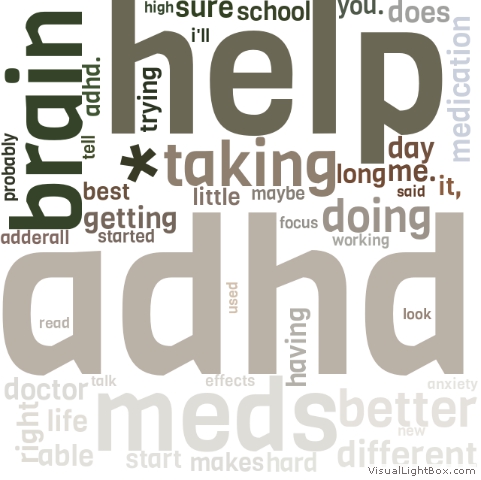 high
sure
school
you.
does
i'll
help
brain
adhd.
trying
tell
probably
medication
*
taking
day
long
me.
said
it,
best
little
maybe
getting
focus
doing
adderall
started
working
adhd
read
used
having
look
doctor
talk
effects
anxiety
meds
better
right
life
new
able
start
makes
hard
different
VisualLightBox.com